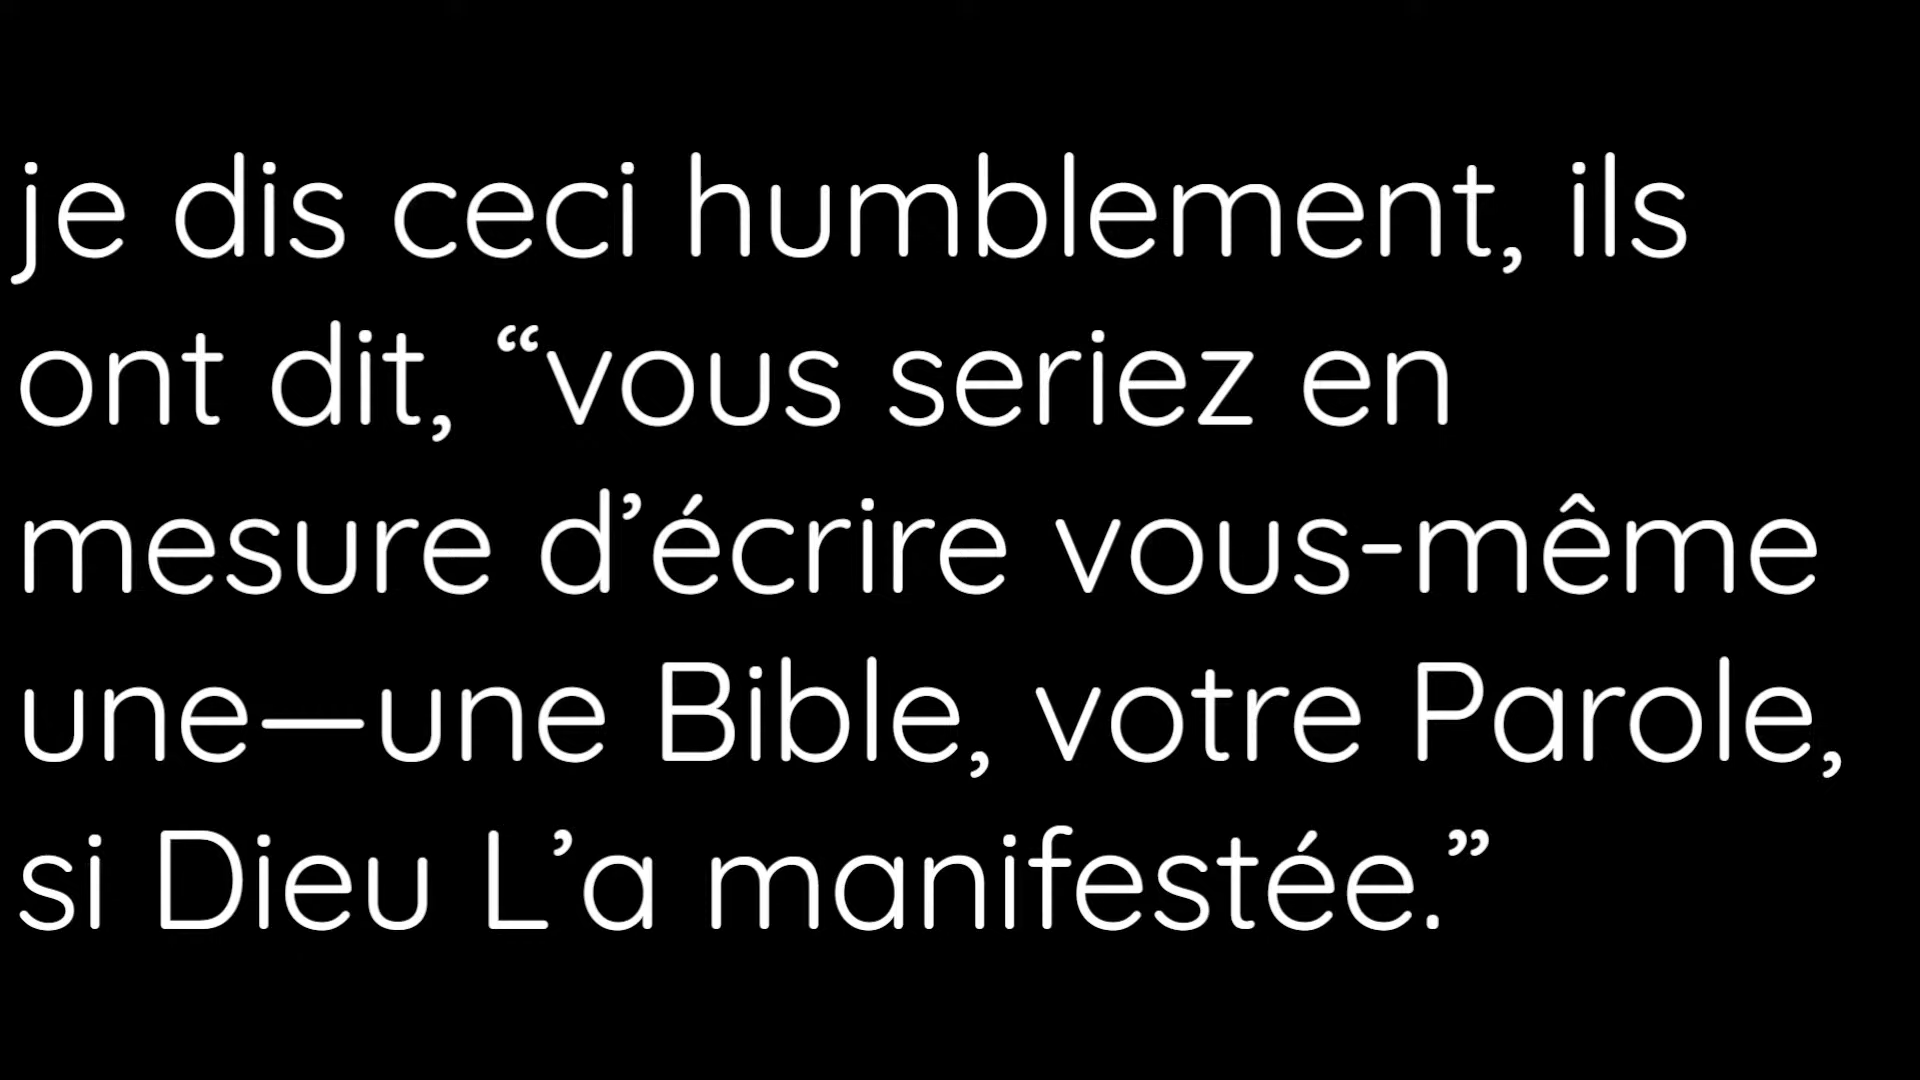 je dis ceci humblement, ils
ont dit, “vous seriez en
mesure d’écrire vous-même
une—une Bible, votre Parole,
si Dieu L’a manifestée.”